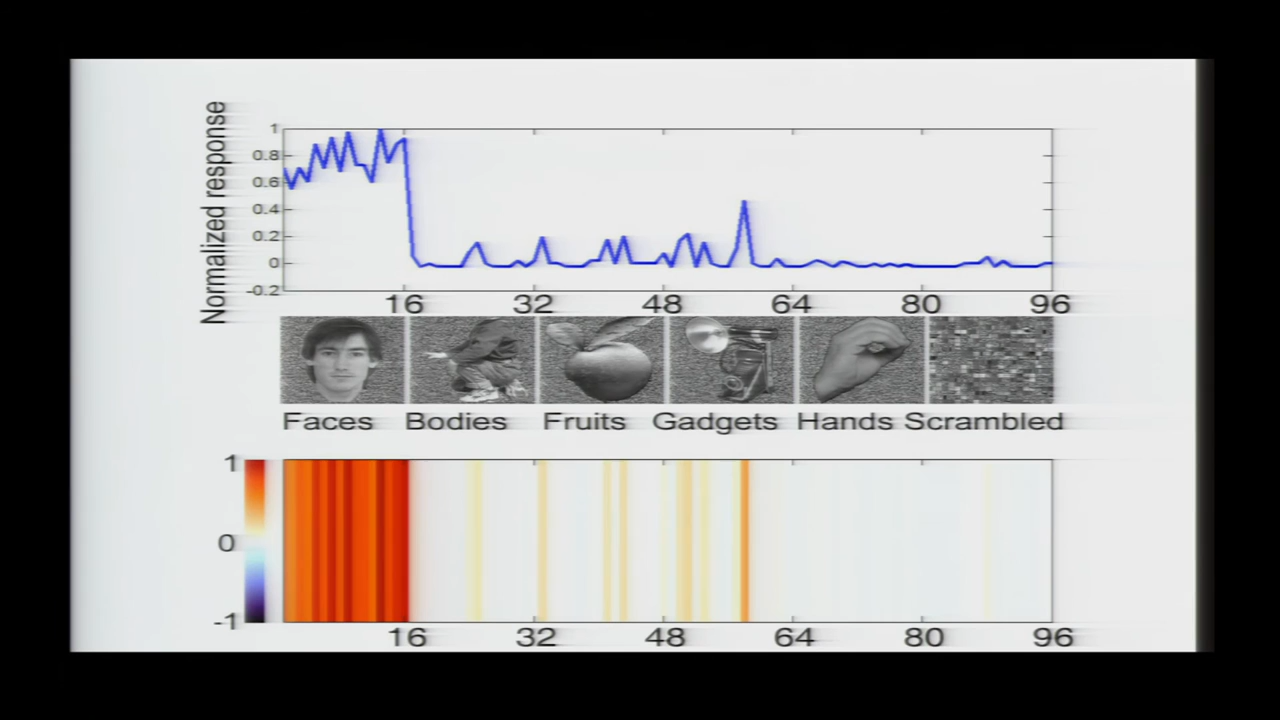 Normalized response
1
0.8
0.6
0.4
0.2
0
-0.2
16 32 48 64 80 96
Faces Bodies Fruits Gadgets Hands Scrambled
1
0
-1
16 32 48 64 80 96